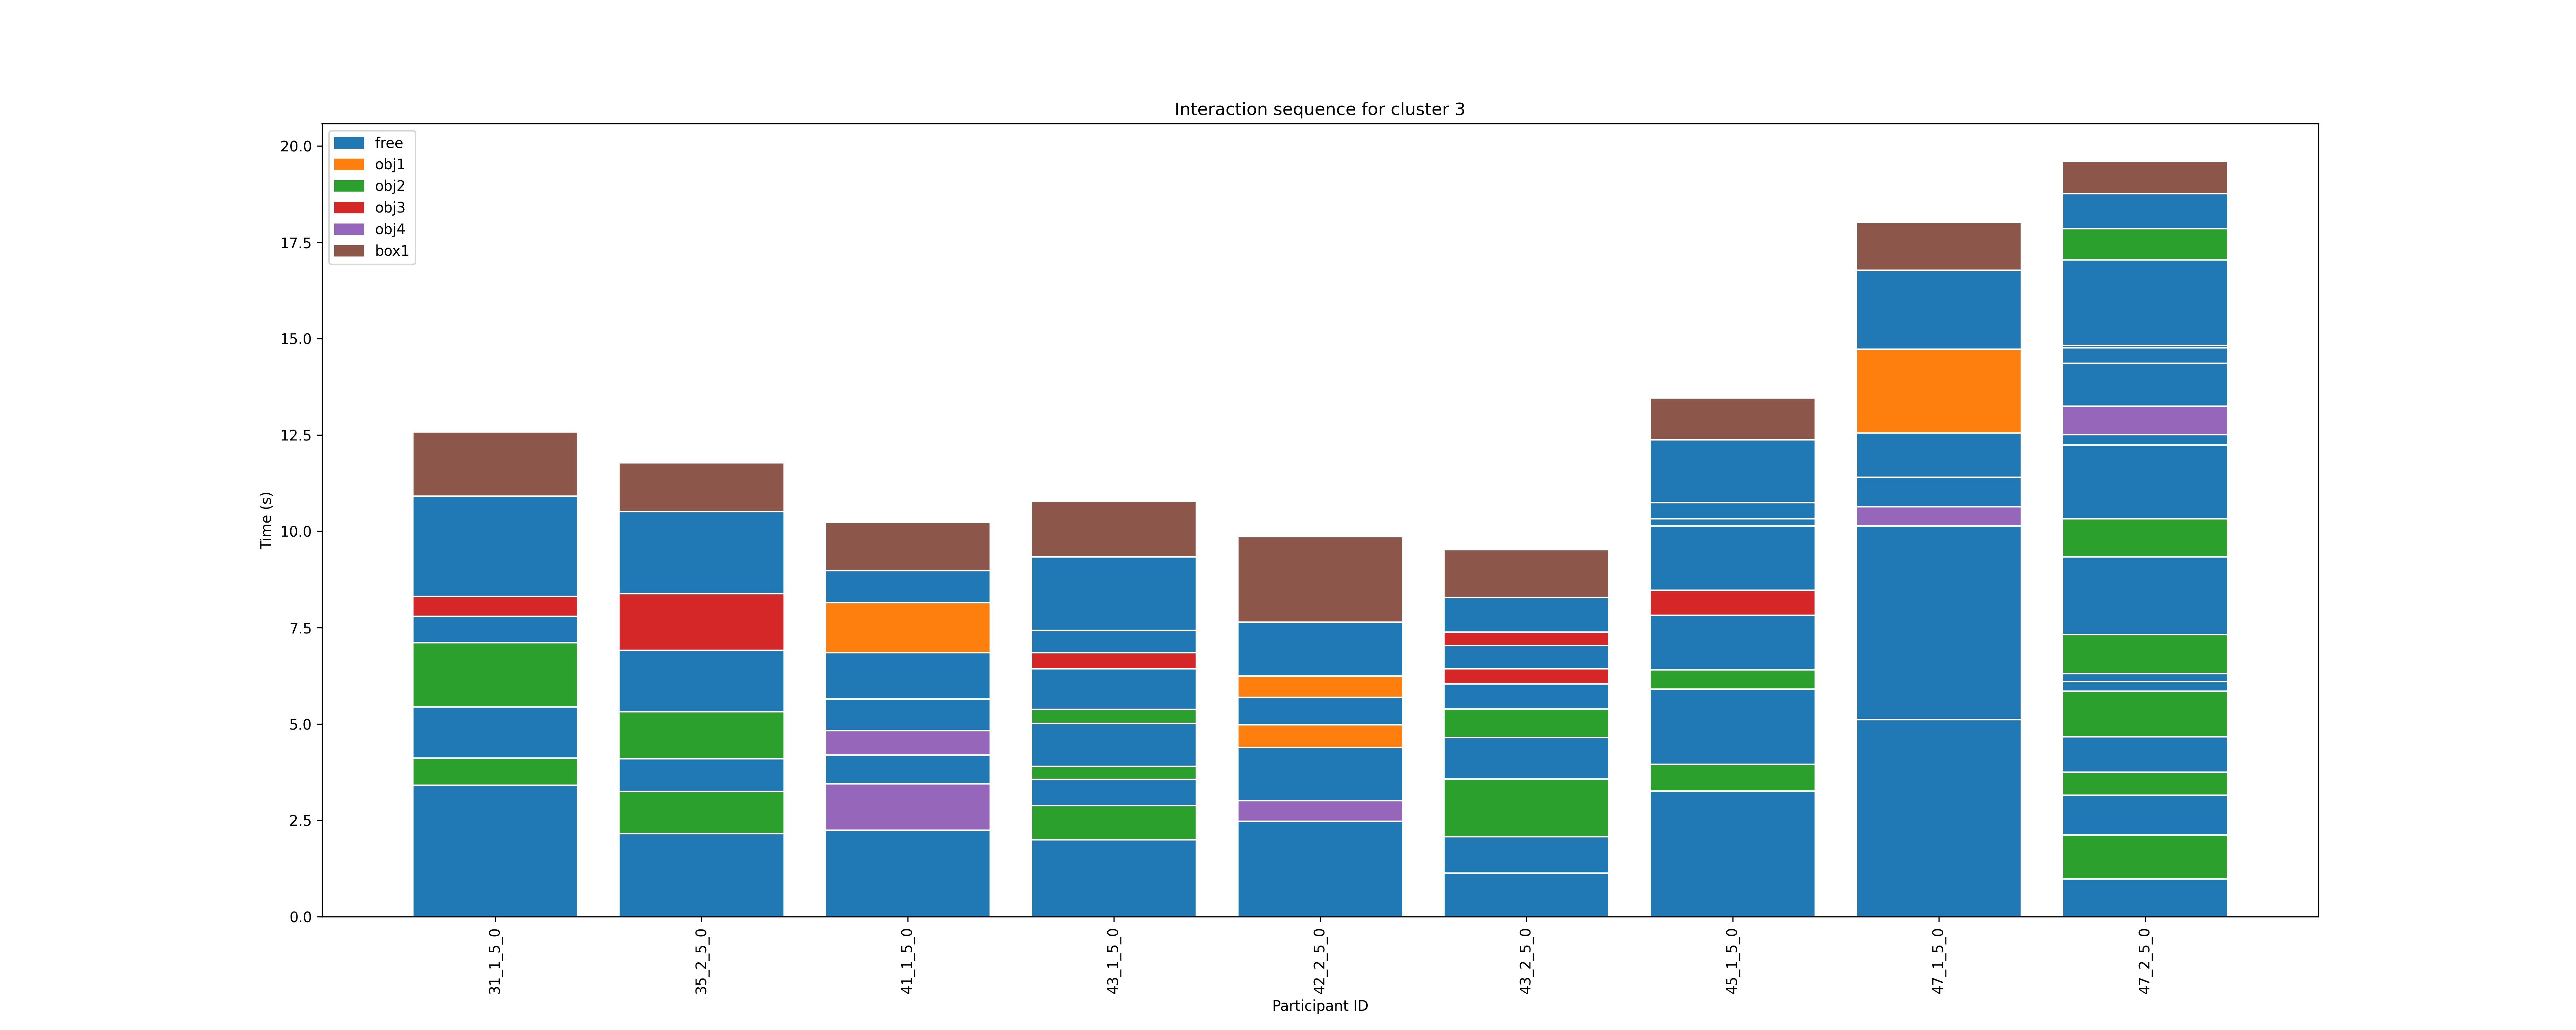 Interaction sequence for cluster 3
free
obj1
obj2
obj3
obj4
box1
20.0
17.5
15.0
12.5
10.0
7.5
5.0
2.5
0.0
Time (s)
31_1_5_0
35_2_5_0
41_1_5_0
43_1_5_0
42_2_5_0
43_2_5_0
45_1_5_0
47_1_5_0
47_2_5_0
Participant ID